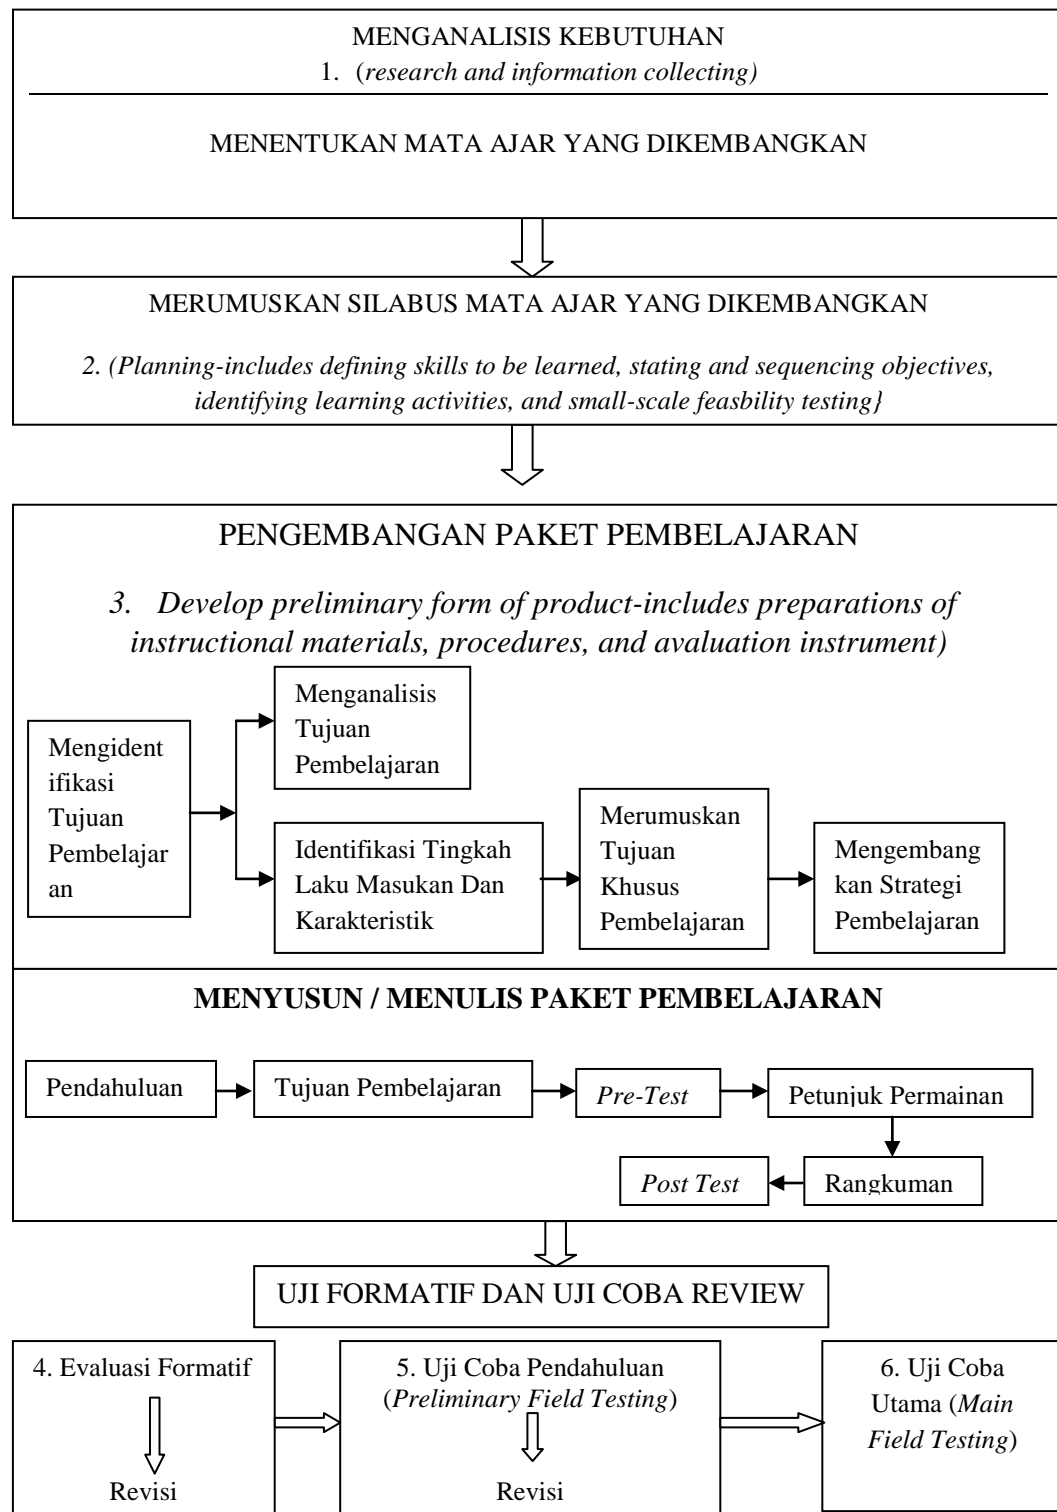 MENGANALISIS KEBUTUHAN
1. (research and information collecting)
MENENTUKAN MATA AJAR YANG DIKEMBANGKAN
MERUMUSKAN SILABUS MATA AJAR YANG DIKEMBANGKAN
2. (Planning-includes defining skills to be learned, stating and sequencing objectives,
identifying learning activities, and small-scale feasbility testing}
PENGEMBANGAN PAKET PEMBELAJARAN
3. Develop preliminary form of product-includes preparations of
instructional materials, procedures, and avaluation instrument)
Mengident
ifikasi
Tujuan
Pembelajar
an
Menganalisis
Tujuan
Pembelajaran
Identifikasi Tingkah
Laku Masukan Dan
Karakteristik
Merumuskan
Tujuan
Khusus
Pembelajaran
Mengembang
kan Strategi
Pembelajaran
MENYUSUN / MENULIS PAKET PEMBELAJARAN
Pendahuluan
Tujuan Pembelajaran
Pre-Test
Petunjuk Permainan
Rangkuman
Post Test
UJI FORMATIF DAN UJI COBA REVIEW
4. Evaluasi Formatif
Revisi
5. Uji Coba Pendahuluan
(Preliminary Field Testing)
Revisi
6. Uji Coba
Utama (Main
Field Testing)